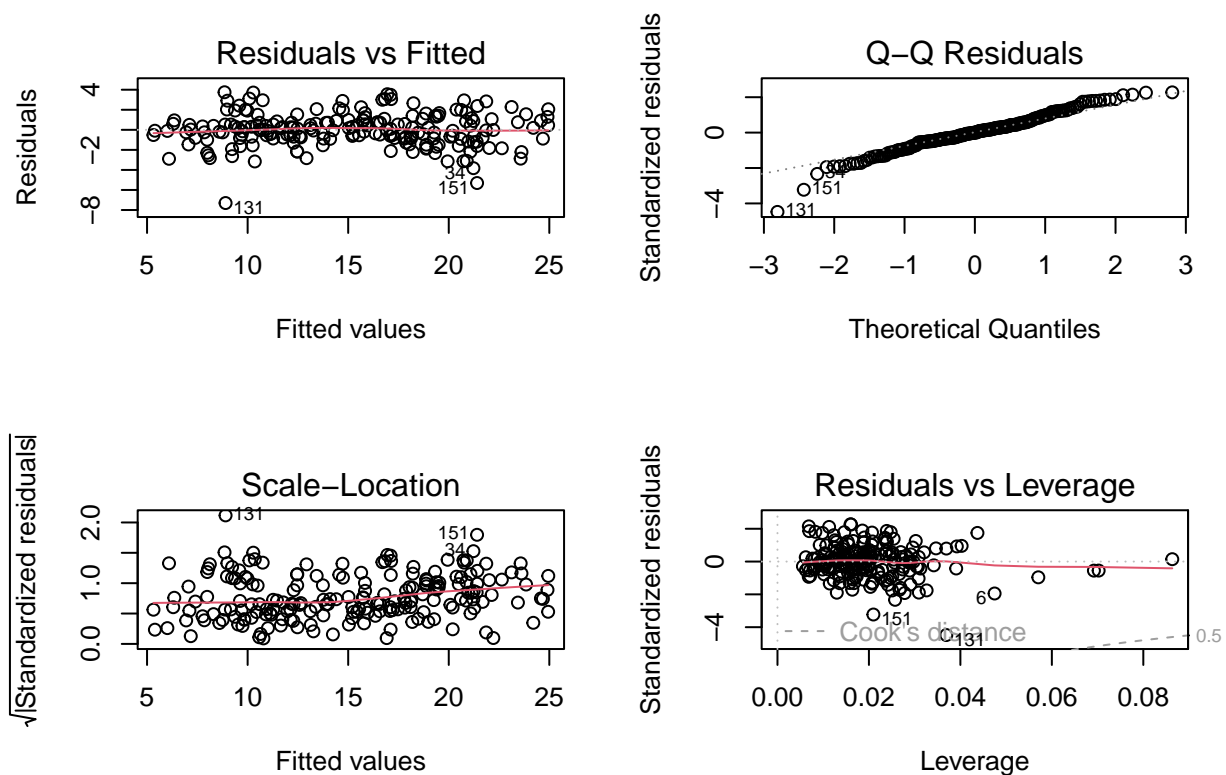 Residuals vs Fitted
Residuals
4
−2
−8
34
151
131
5 10 15 20 25
Fitted values
Q−Q Residuals
Standardized residuals
0
−4
34
151
131
−3 −2 −1 0 1 2 3
Theoretical Quantiles
Scale−Location
√|Standardized residuals|
2.0
1.0
0.0
131
151
34
5 10 15 20 25
Fitted values
Residuals vs Leverage
Standardized residuals
0
−4
6
151
Cook's distance
131
0.5
0.00 0.02 0.04 0.06 0.08
Leverage